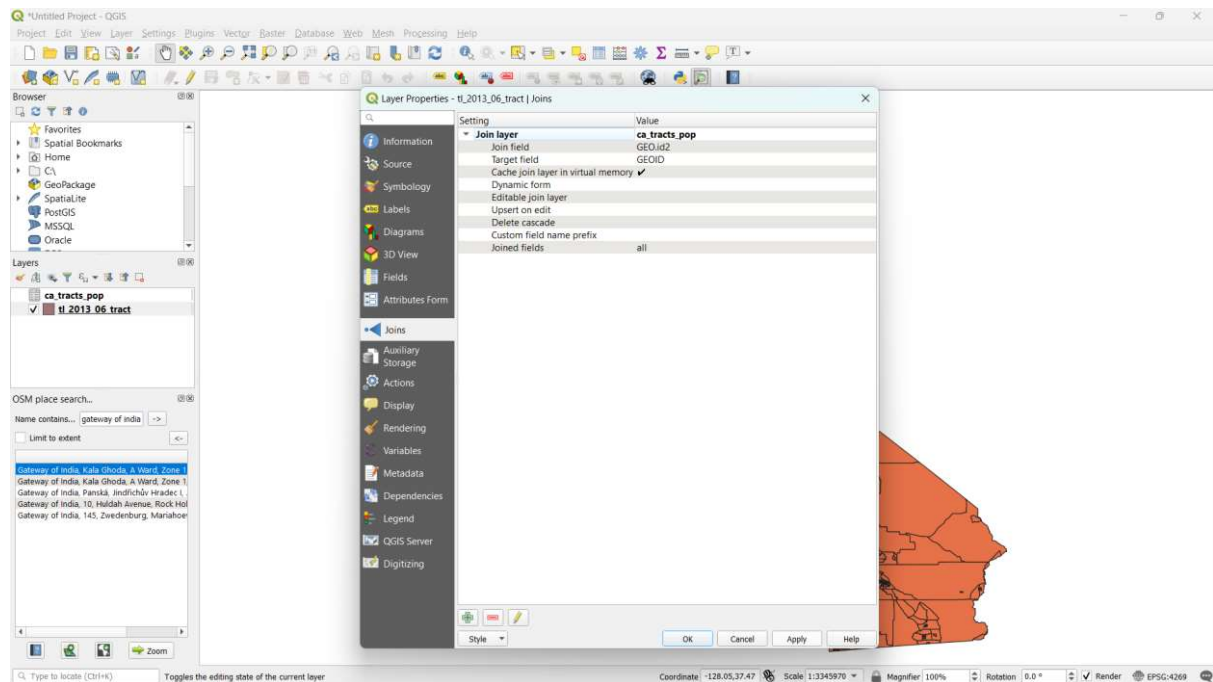 *Untitled Project - QGIS
Project Edit View Layer Settings Plugins Vector Raster Database Web Mesh Processing Help
Browser
Favorites
Spatial Bookmarks
Home
C:\
GeoPackage
SpatiaLite
PostGIS
MSSQL
Oracle
Layers
ca_tracts_pop
tl_2013_06_tract
OSM place search...
Name contains... gateway of india ->
Limit to extent <-
Gateway of India, Kala Ghoda, A Ward, Zone 1
Gateway of India, Kala Ghoda, A Ward, Zone 1
Gateway of India, Panská, Jindřichův Hradec I,
Gateway of India, 10, Huldah Avenue, Rock Hol
Gateway of India, 145, Zwedenburg, Mariahoe
Zoom
Layer Properties - tl_2013_06_tract | Joins
Information
Source
Symbology
Labels
Diagrams
3D View
Fields
Attributes Form
Joins
Auxiliary
Storage
Actions
Display
Rendering
Variables
Metadata
Dependencies
Legend
QGIS Server
Digitizing
Setting Value
Join layer ca_tracts_pop
Join field GEO.id2
Target field GEOID
Cache join layer in virtual memory ✔
Dynamic form
Editable join layer
Upsert on edit
Delete cascade
Custom field name prefix
Joined fields all
Style OK Cancel Apply Help
Type to locate (Ctrl+K) Toggles the editing state of the current layer Coordinate -128.05,37.47 Scale 1:3345970 Magnifier 100% Rotation 0.0 ° Render EPSG:4269